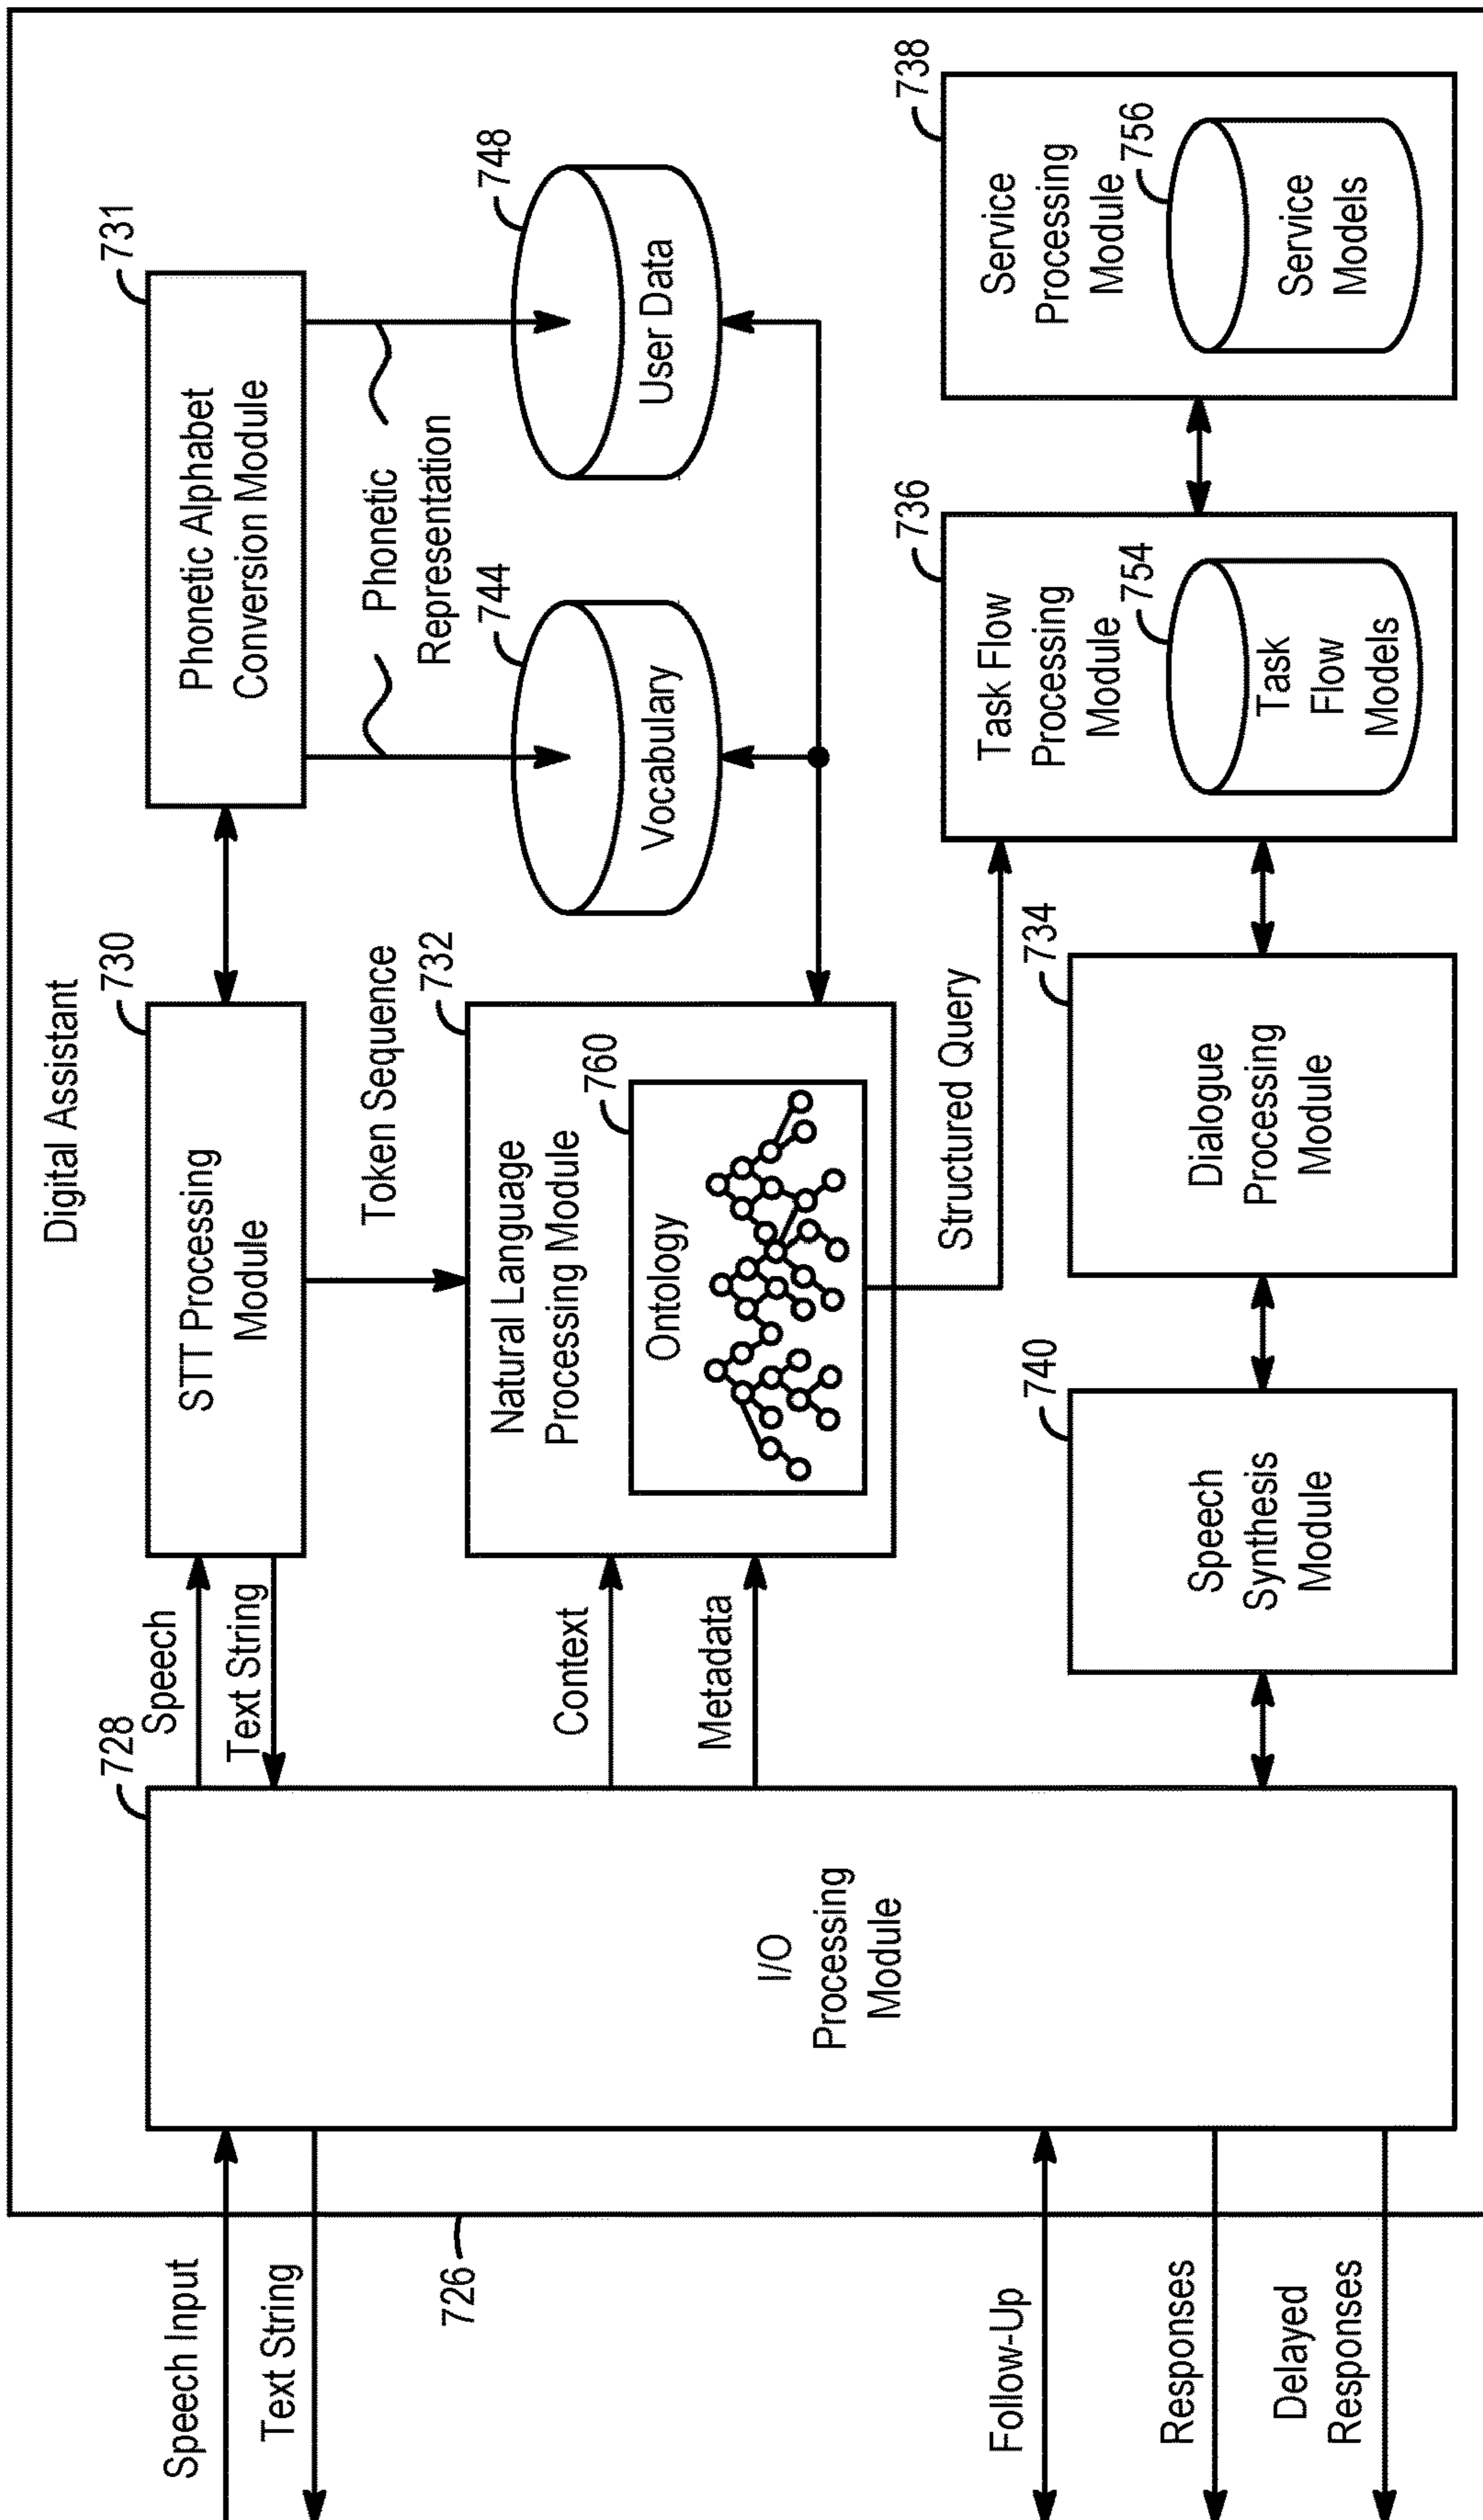 Digital Assistant
Speech Input
Text String
726
Follow-Up
Responses
Delayed
Responses
728
I/O
Processing
Module
Speech
Text String
Context
Metadata
730
STT Processing
Module
Token Sequence
731
Phonetic Alphabet
Conversion Module
Phonetic
Representation
732
Natural Language
Processing Module
760
Ontology
744
Vocabulary
748
User Data
Structured Query
740
Speech
Synthesis
Module
734
Dialogue
Processing
Module
736
Task Flow
Processing
Module
754
Task
Flow
Models
738
Service
Processing
Module
756
Service
Models